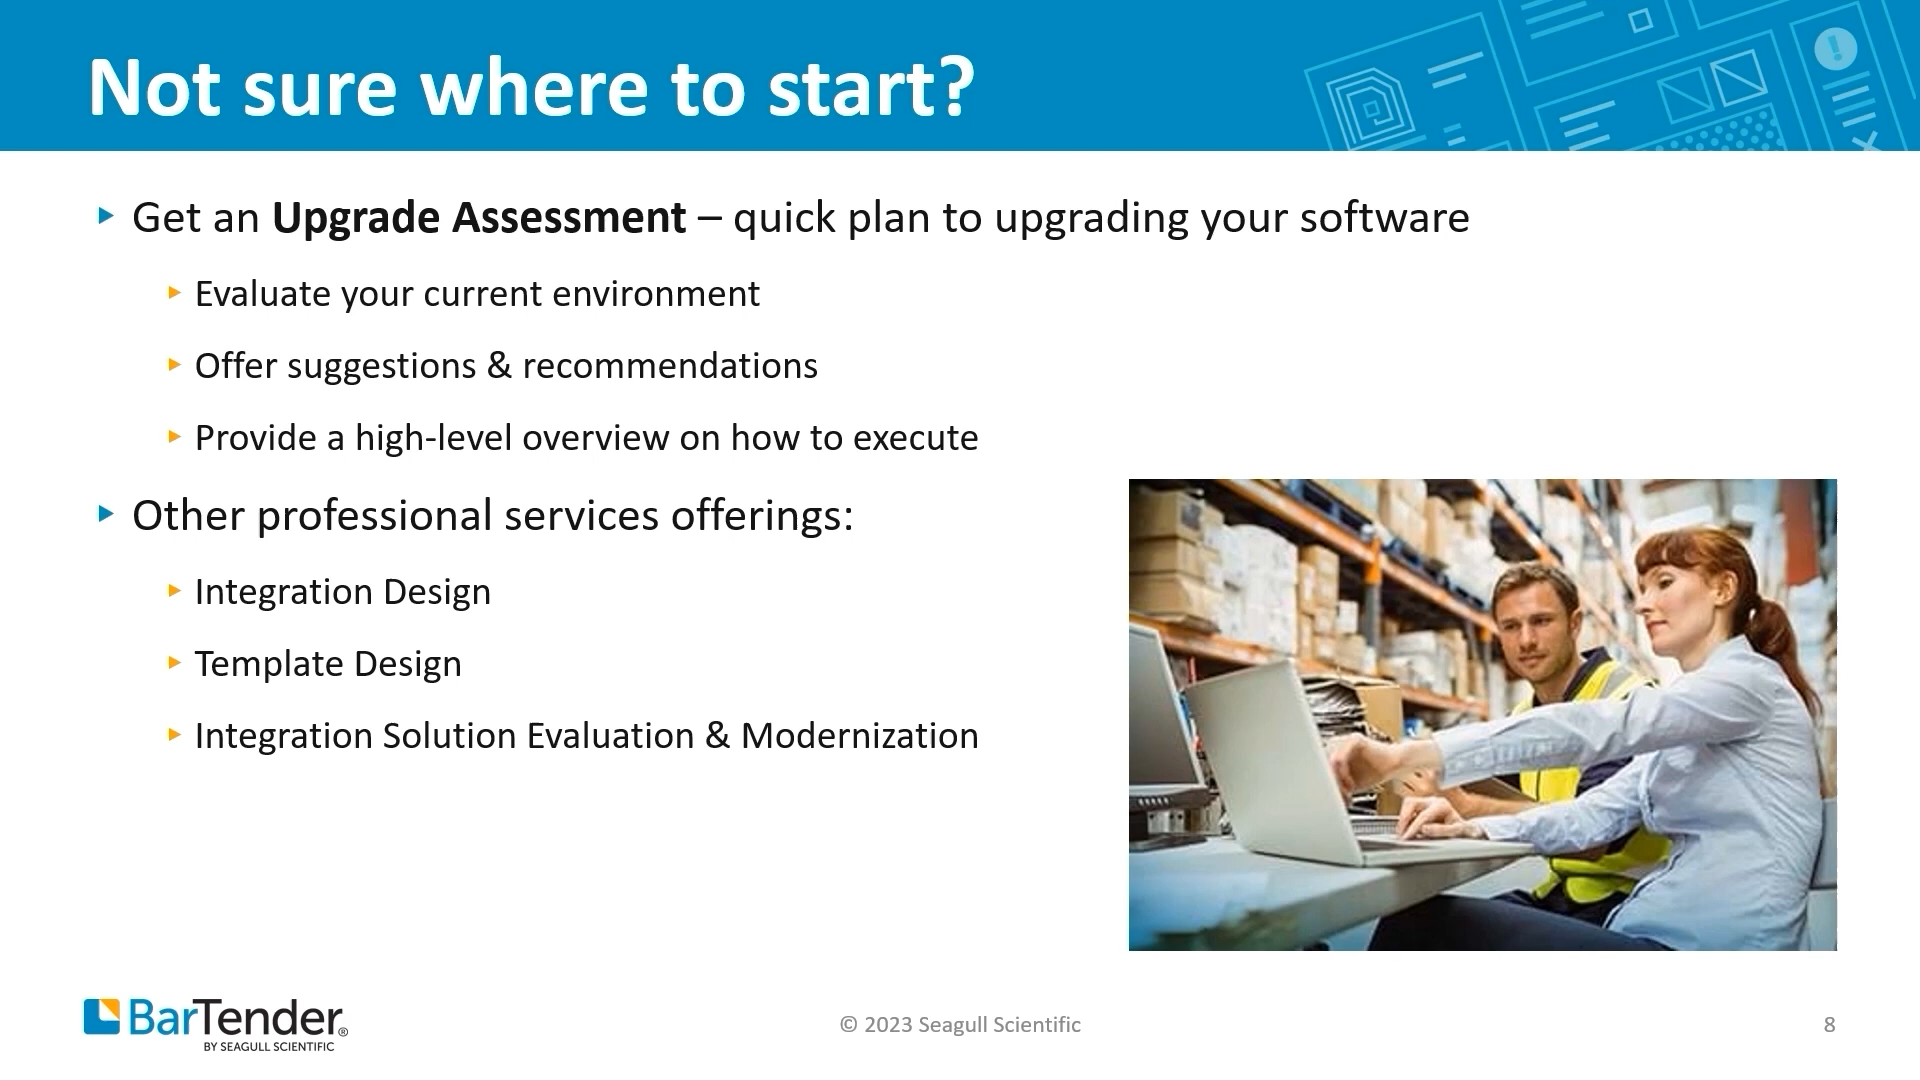 Not sure where to start?
Get an Upgrade Assessment – quick plan to upgrading your software
Evaluate your current environment
Offer suggestions & recommendations
Provide a high-level overview on how to execute
Other professional services offerings:
Integration Design
Template Design
Integration Solution Evaluation & Modernization
BarTender®
BY SEAGULL SCIENTIFIC
© 2023 Seagull Scientific
8